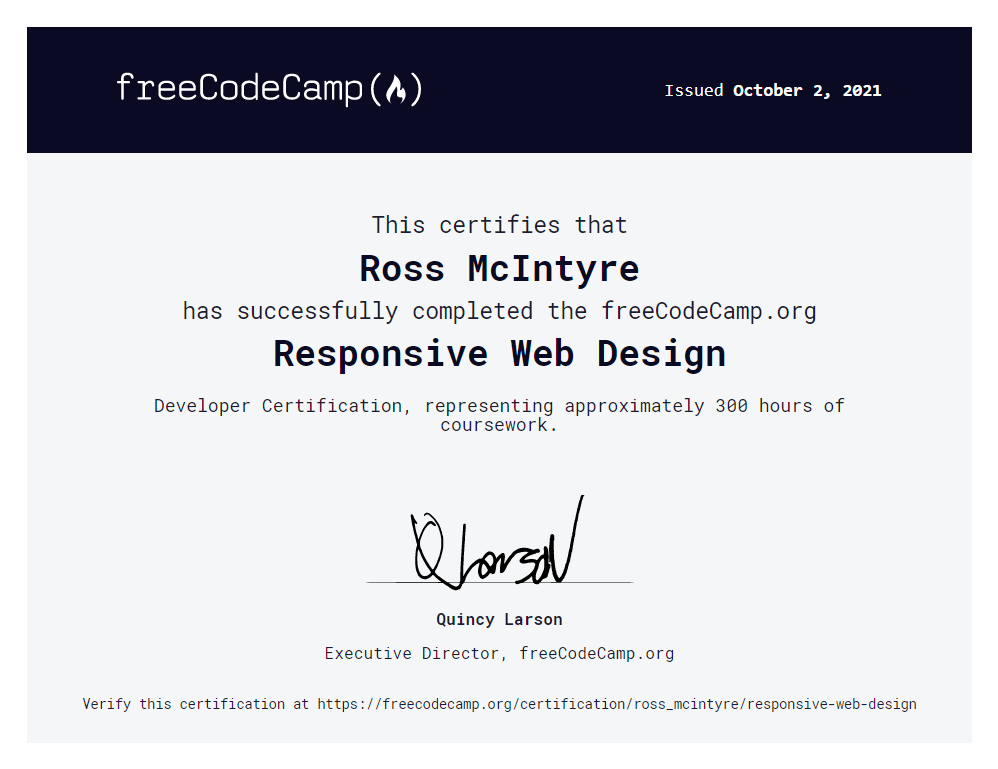 freeCodeCamp
Issued October 2, 2021
This certifies that
Ross McIntyre
has successfully completed the freeCodeCamp.org
Responsive Web Design
Developer Certification, representing approximately 300 hours of
coursework.
Q Larson
Quincy Larson
Executive Director, freeCodeCamp.org
Verify this certification at https://freecodecamp.org/certification/ross_mcintyre/responsive-web-design